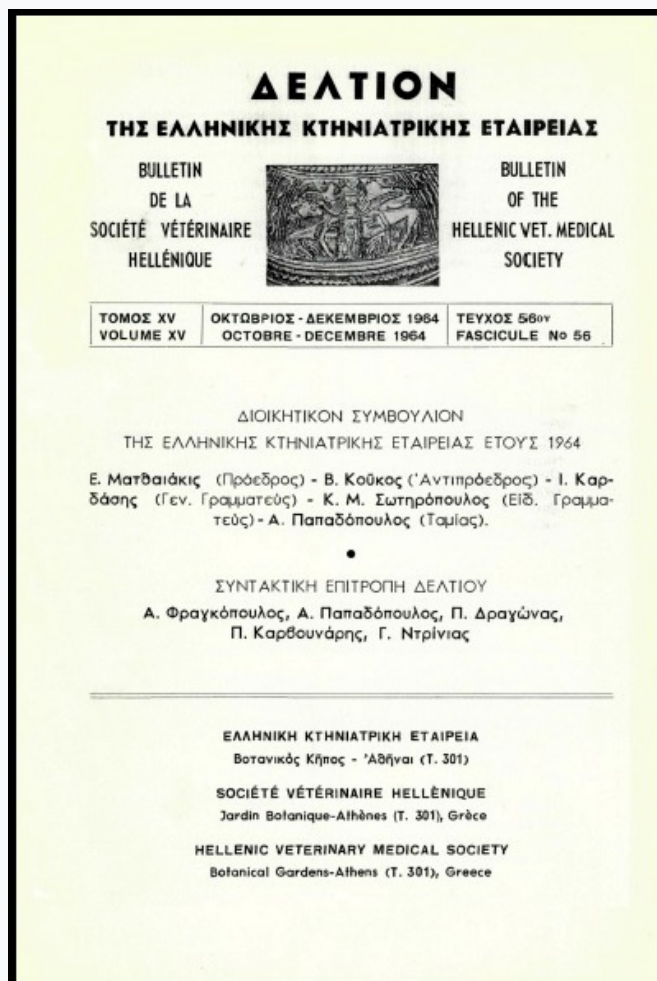 ΔΕΛΤΙΟΝ
ΤΗΣ ΕΛΛΗΝΙΚΗΣ ΚΤΗΝΙΑΤΡΙΚΗΣ ΕΤΑΙΡΕΙΑΣ
BULLETIN
DE LA
SOCIÉTÉ VÉTÉRINAIRE
HELLÉNIQUE
BULLETIN
OF THE
HELLENIC VET. MEDICAL
SOCIETY
ΤΟΜΟΣ XV
VOLUME XV
ΟΚΤΩΒΡΙΟΣ - ΔΕΚΕΜΒΡΙΟΣ 1964
OCTOBRE - DECEMBRE 1964
ΤΕΥΧΟΣ 56ον
FASCICULE No 56
ΔΙΟΙΚΗΤΙΚΟΝ ΣΥΜΒΟΥΛΙΟΝ
ΤΗΣ ΕΛΛΗΝΙΚΗΣ ΚΤΗΝΙΑΤΡΙΚΗΣ ΕΤΑΙΡΕΙΑΣ ΕΤΟΥΣ 1964
Ε. Ματθαιάκις (Πρόεδρος) - Β. Κοῦκος (Ἀντιπρόεδρος) - Ι. Καρ-
δάσης (Γεν. Γραμματεὺς) - Κ. Μ. Σωτηρόπουλος (Εἰδ. Γραμμα-
τεὺς) - Α. Παπαδόπουλος (Ταμίας).
ΣΥΝΤΑΚΤΙΚΗ ΕΠΙΤΡΟΠΗ ΔΕΛΤΙΟΥ
Α. Φραγκόπουλος, Α. Παπαδόπουλος, Π. Δραγώνας,
Π. Καρβουνάρης, Γ. Ντρίνιας
ΕΛΛΗΝΙΚΗ ΚΤΗΝΙΑΤΡΙΚΗ ΕΤΑΙΡΕΙΑ
Βοτανικὸς Κῆπος - Ἀθῆναι (Τ. 301)
SOCIÉTÉ VÉTÉRINAIRE HELLÈNIQUE
Jardin Botanique-Athènes (T. 301), Grèce
HELLENIC VETERINARY MEDICAL SOCIETY
Botanical Gardens-Athens (T. 301), Greece